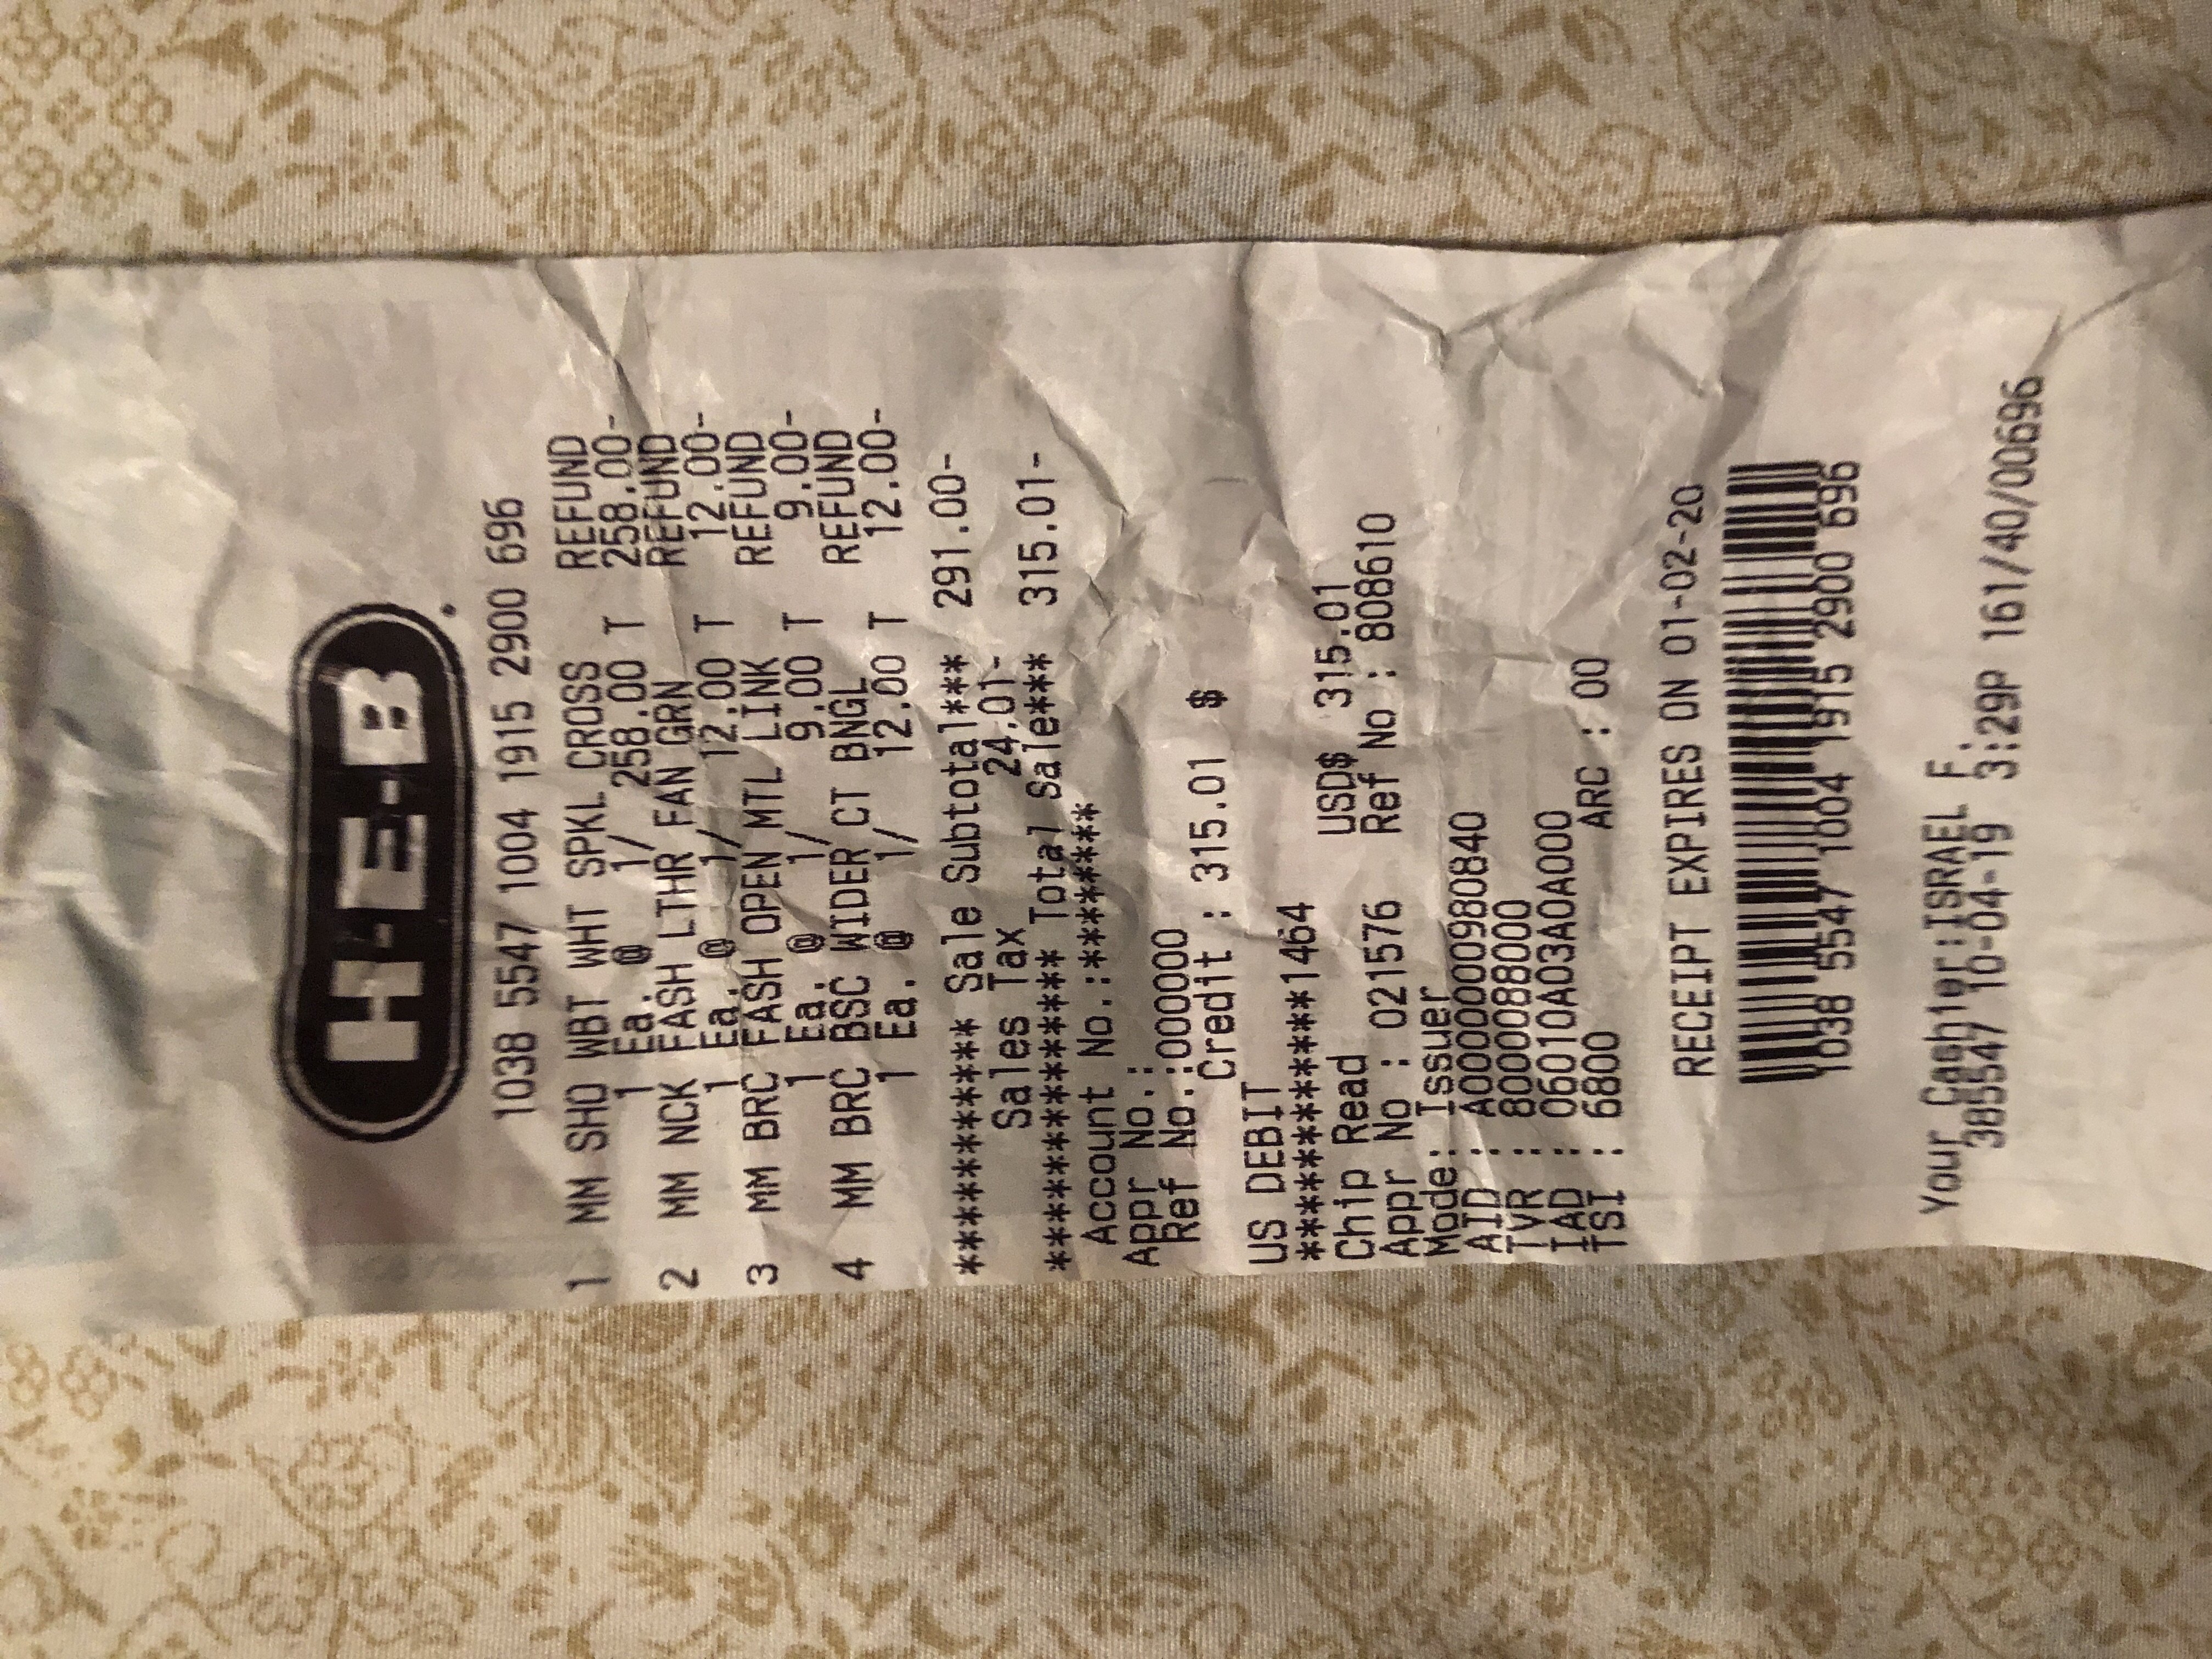 H-E-B
1038 5547 1004 1915 2900 696
1 MM SHO WBT WHT SPKL CROSS REFUND
1 Ea. @ 1/ 258.00 T 258.00-
2 MM NCK FASH LTHR FAN GRN REFUND
1 Ea. @ 1/ 12.00 T 12.00-
3 MM BRC FASH OPEN MTL LINK REFUND
1 Ea. @ 1/ 9.00 T 9.00-
4 MM BRC BSC WIDER CT BNGL REFUND
1 Ea. @ 1/ 12.00 T 12.00-
************ Sale Subtotal*** 291.00-
Sales Tax 24.01-
*************** Total Sale*** 315.01-
Account No.:************
Appr No.:
Ref No.:000000
Credit : 315.01 $
US DEBIT
************1464
Chip Read USD$ 315.01
Appr No : 021576 Ref No : 808610
Mode: Issuer
AID : A0000000980840
TVR : 8000088000
IAD : 06010A03A0A000
TSI : 6800 ARC : 00
RECEIPT EXPIRES ON 01-02-20
1038 5547 1004 1915 2900 696
Your Cashier:ISRAEL F.
385547 10-04-19 3:29P 161/40/00696